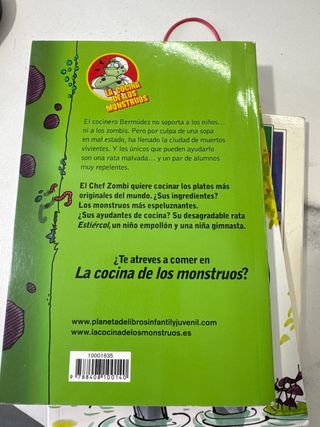 LA COCINA
DE LOS
MONSTRUOS
El cocinero Bermúdez no soporta a los niños...
ni a los zombis. Pero por culpa de una sopa
en mal estado, ha llenado la ciudad de muertos
vivientes. Y los únicos que pueden ayudarlo
son una rata malvada... y un par de alumnos
muy repelentes.
El Chef Zombi quiere cocinar los platos más
originales del mundo. ¿Sus ingredientes?
Los monstruos más espeluznantes.
¿Sus ayudantes de cocina? Su desagradable rata
Estiércol, un niño empollón y una niña gimnasta.
¿Te atreves a comer en
La cocina de los monstruos?
www.planetadelibrosinfantilyjuvenil.com
www.lacocinadelosmonstruos.es
10001635
9 788408 100140